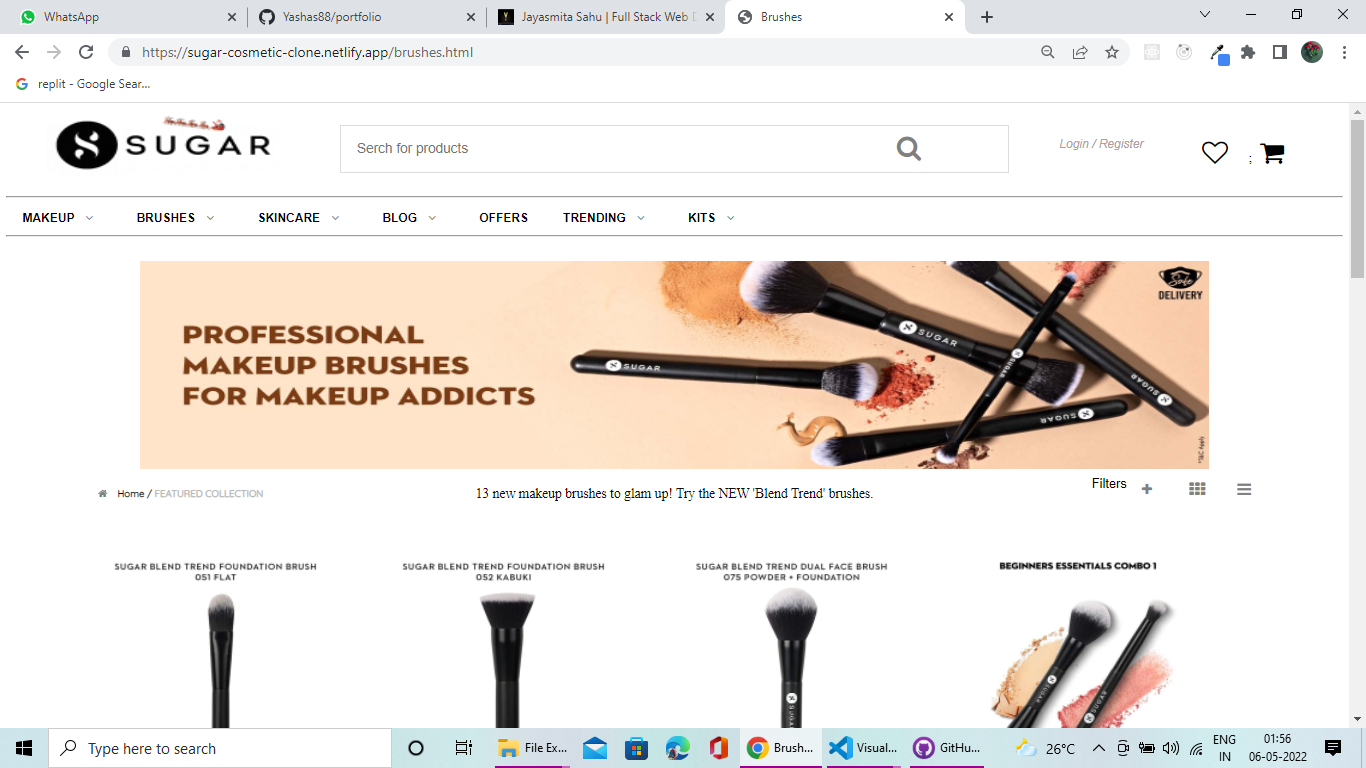 WhatsApp
Yashas88/portfolio
Jayasmita Sahu | Full Stack Web D
Brushes
https://sugar-cosmetic-clone.netlify.app/brushes.html
replit - Google Sear...
SUGAR
Serch for products
Login / Register
;
MAKEUP BRUSHES SKINCARE BLOG OFFERS TRENDING KITS
Safe
DELIVERY
PROFESSIONAL
MAKEUP BRUSHES
FOR MAKEUP ADDICTS
SUGAR
SUGAR
SUGAR
SUGAR
SUGAR
*T&C Apply
Home / FEATURED COLLECTION
13 new makeup brushes to glam up! Try the NEW 'Blend Trend' brushes.
Filters
SUGAR BLEND TREND FOUNDATION BRUSH
051 FLAT
SUGAR BLEND TREND FOUNDATION BRUSH
052 KABUKI
SUGAR BLEND TREND DUAL FACE BRUSH
075 POWDER + FOUNDATION
BEGINNERS ESSENTIALS COMBO 1
SUGAR
SUGAR
SUGAR
Type here to search
File Ex...
Brush...
Visual...
GitHu...
26°C
ENG
IN
01:56
06-05-2022